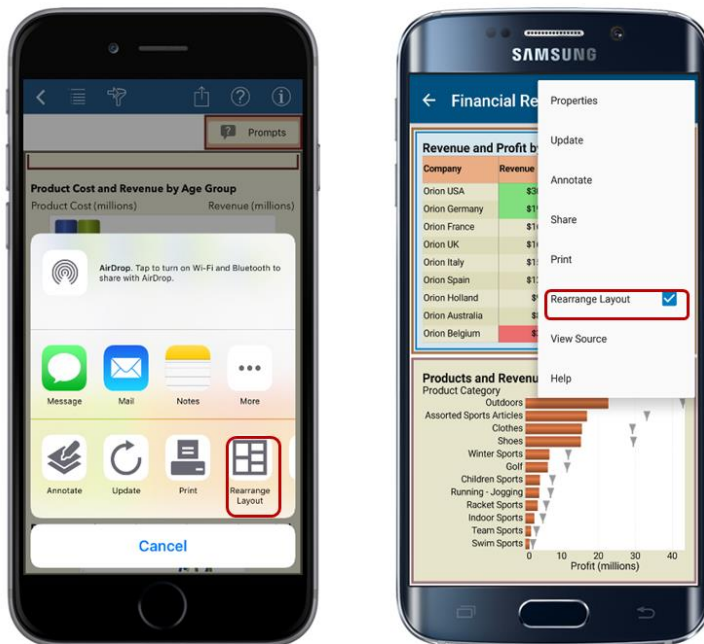 Prompts
Product Cost and Revenue by Age Group
Product Cost (millions) Revenue (millions)
AirDrop. Tap to turn on Wi-Fi and Bluetooth to
share with AirDrop.
Message Mail Notes More
Annotate Update Print Rearrange
Layout
Cancel
SAMSUNG
Financial Re
Properties
Update
Annotate
Share
Print
Rearrange Layout
View Source
Help
Revenue and Profit b
Company Revenue
Orion USA
Orion Germany
Orion France
Orion UK
Orion Italy
Orion Spain
Orion Holland
Orion Australia
Orion Belgium
Products and Revenu
Product Category
Outdoors
Assorted Sports Articles
Clothes
Shoes
Winter Sports
Golf
Children Sports
Running - Jogging
Racket Sports
Indoor Sports
Team Sports
Swim Sports
0 10 20 30 40
Profit (millions)